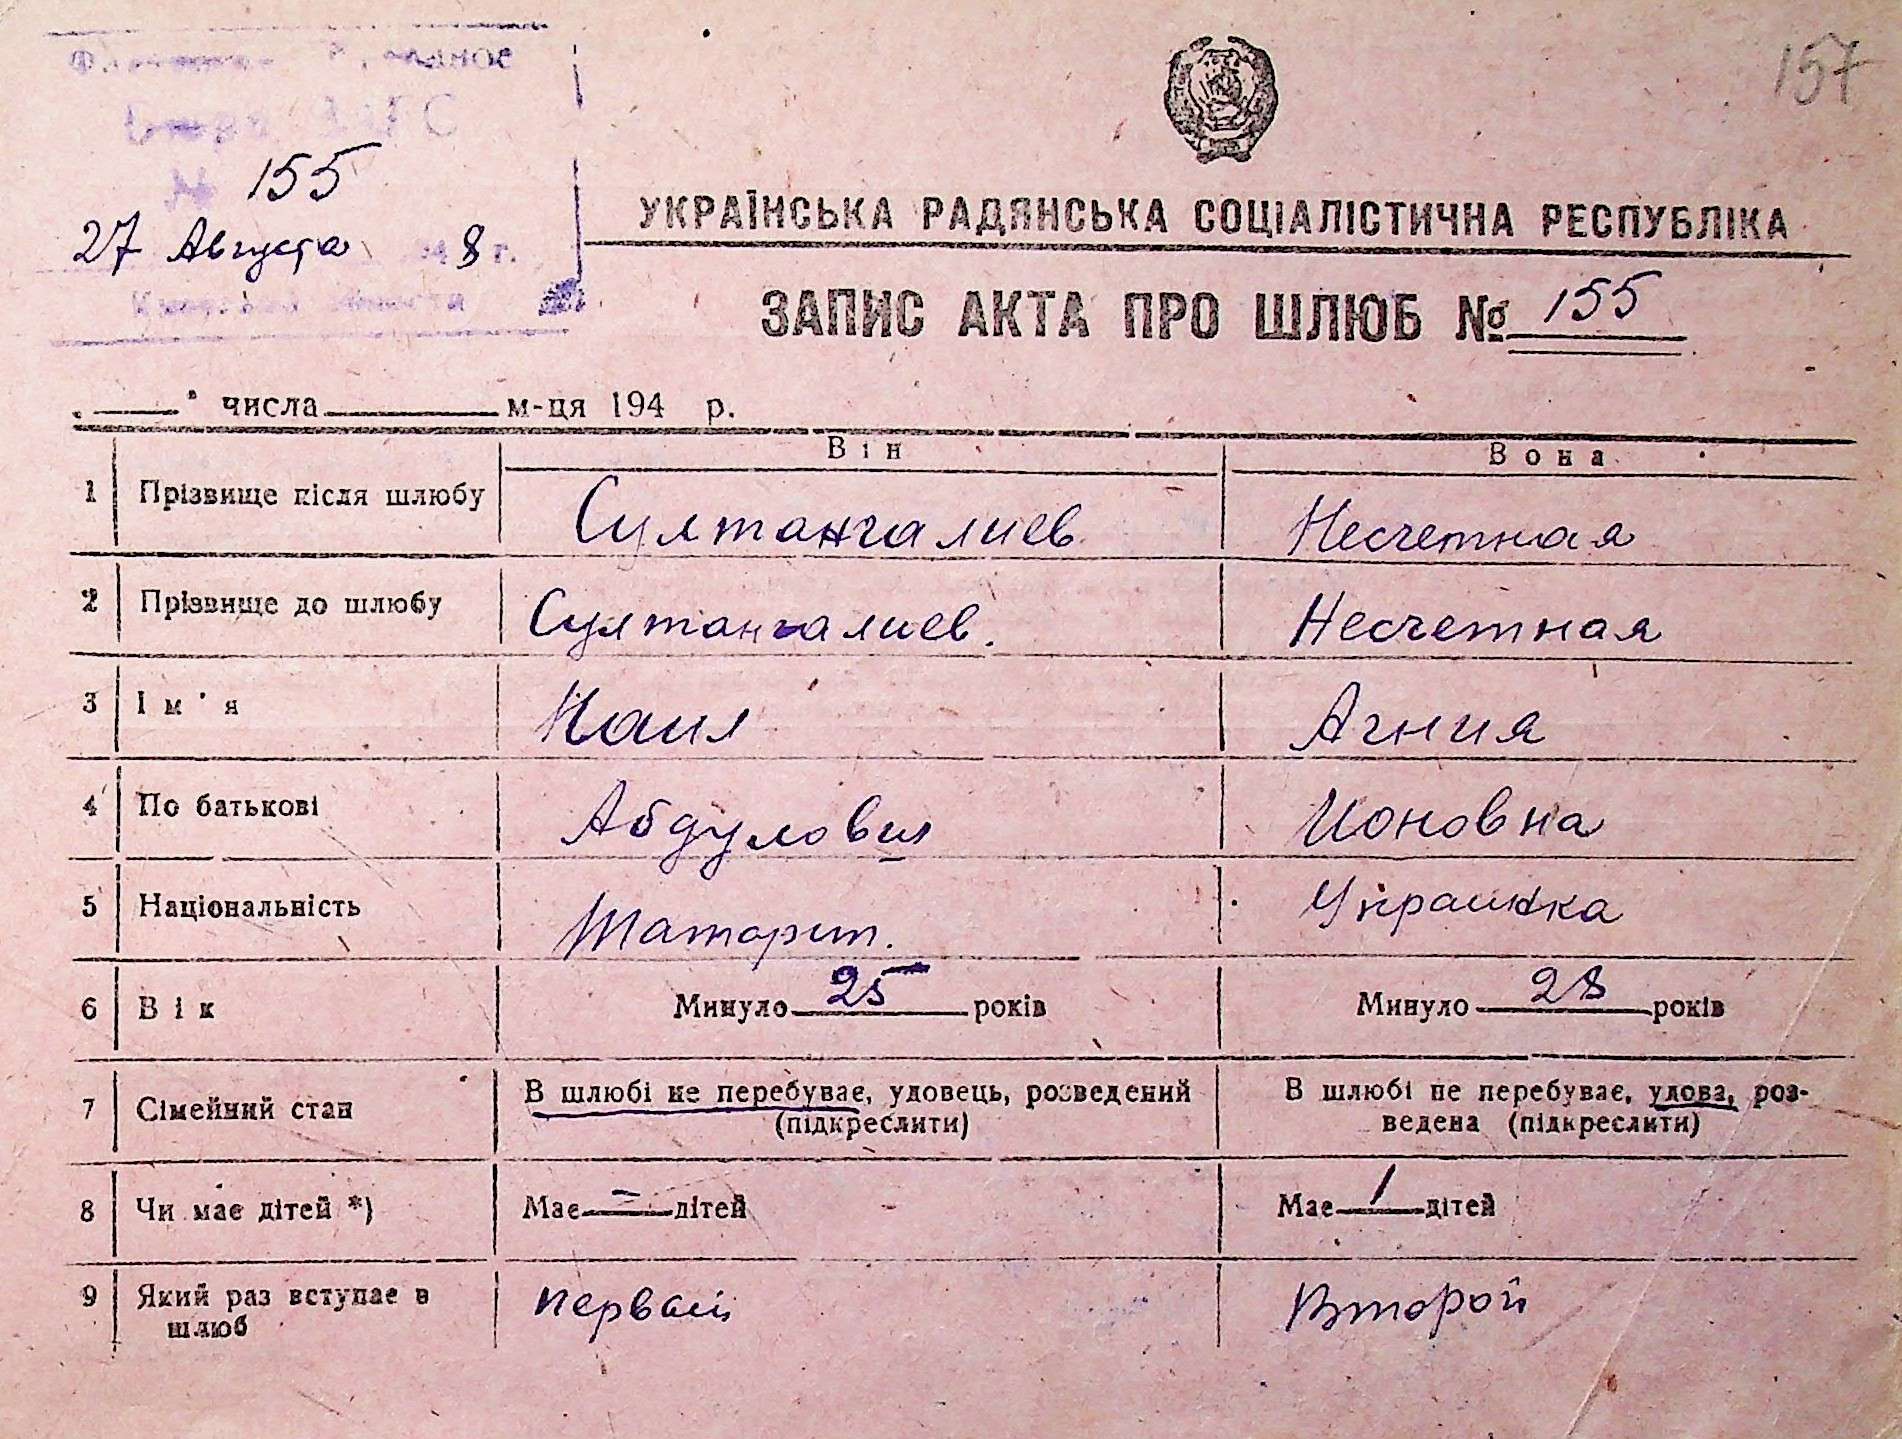 157
Бюро ЗАГС
№ 155
27 Августа 1948 г.
УКРАЇНСЬКА РАДЯНСЬКА СОЦІАЛІСТИЧНА РЕСПУБЛІКА
ЗАПИС АКТА ПРО ШЛЮБ № 155
„ “ числа м-ця 194 р.
Він Вона
1 Прізвище після шлюбу Султангалиев Несчетная
2 Прізвище до шлюбу Султангалиев. Несчетная
3 Ім'я Наил Агния
4 По батькові Абдулович Ионовна
5 Національність Татарин. Украинка
6 Вік Минуло 25 років Минуло 28 років
7 Сімейний стан В шлюбі не перебуває, удовець, розведений (підкреслити) В шлюбі не перебуває, удова, роз-
ведена (підкреслити)
8 Чи має дітей *) Має — дітей Має 1 дітей
9 Який раз вступає в шлюб первый Второй